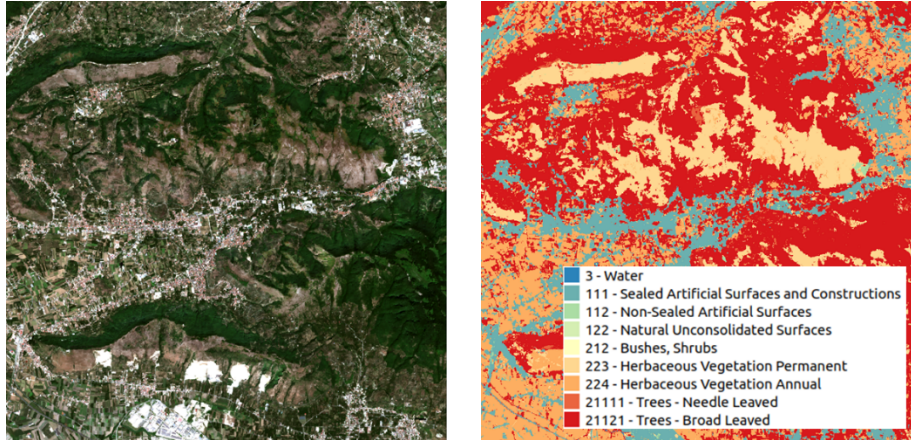 3 - Water
111 - Sealed Artificial Surfaces and Constructions
112 - Non-Sealed Artificial Surfaces
122 - Natural Unconsolidated Surfaces
212 - Bushes, Shrubs
223 - Herbaceous Vegetation Permanent
224 - Herbaceous Vegetation Annual
21111 - Trees - Needle Leaved
21121 - Trees - Broad Leaved